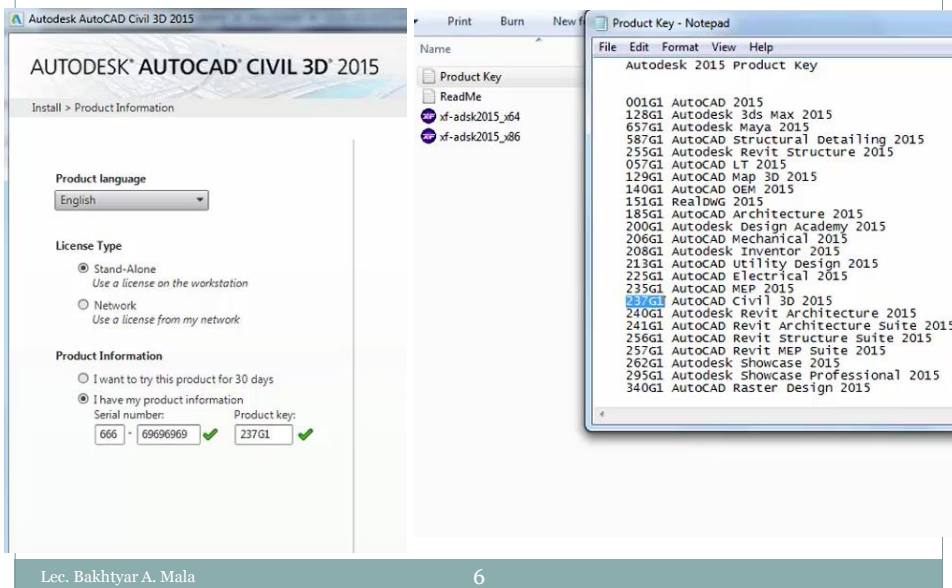 Autodesk AutoCAD Civil 3D 2015
AUTODESK® AUTOCAD® CIVIL 3D® 2015
Install > Product Information
Product language
English
License Type
Stand-Alone
Use a license on the workstation
Network
Use a license from my network
Product Information
I want to try this product for 30 days
I have my product information
Serial number: Product key:
666 - 69696969 237G1
Print Burn New
Name
Product Key
ReadMe
xf-adsk2015_x64
xf-adsk2015_x86
Product Key - Notepad
File Edit Format View Help
Autodesk 2015 Product Key
001G1 AutoCAD 2015
128G1 Autodesk 3ds Max 2015
657G1 Autodesk Maya 2015
587G1 AutoCAD Structural Detailing 2015
255G1 Autodesk Revit Structure 2015
057G1 AutoCAD LT 2015
129G1 AutoCAD Map 3D 2015
140G1 AutoCAD OEM 2015
151G1 RealDWG 2015
185G1 AutoCAD Architecture 2015
200G1 Autodesk Design Academy 2015
206G1 AutoCAD Mechanical 2015
208G1 Autodesk Inventor 2015
213G1 AutoCAD Utility Design 2015
225G1 AutoCAD Electrical 2015
235G1 AutoCAD MEP 2015
237G1 AutoCAD Civil 3D 2015
240G1 Autodesk Revit Architecture 2015
241G1 AutoCAD Revit Architecture Suite 2015
256G1 AutoCAD Revit Structure Suite 2015
257G1 AutoCAD Revit MEP Suite 2015
262G1 Autodesk Showcase 2015
295G1 Autodesk Showcase Professional 2015
340G1 AutoCAD Raster Design 2015
Lec. Bakhtyar A. Mala 6